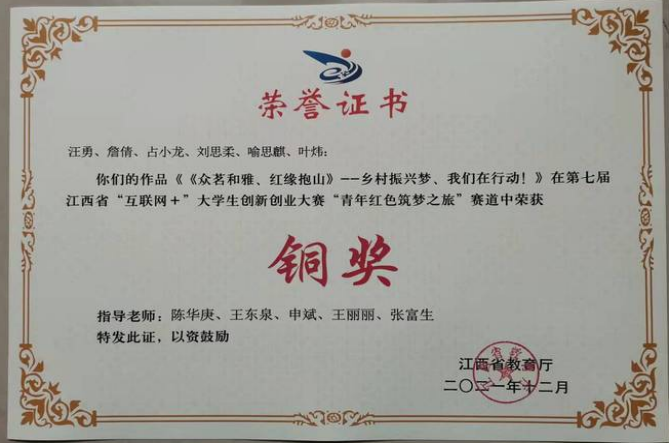 荣誉证书
汪勇、詹倩、占小龙、刘思柔、喻思麒、叶炜：
你们的作品《《众茗和雅、红缘抱山》--乡村振兴梦、我们在行动！》在第七届
江西省“互联网＋”大学生创新创业大赛“青年红色筑梦之旅”赛道中荣获
铜奖
指导老师：陈华庚、王东泉、申斌、王丽丽、张富生
特发此证，以资鼓励
江西省教育厅
二〇二一年十二月